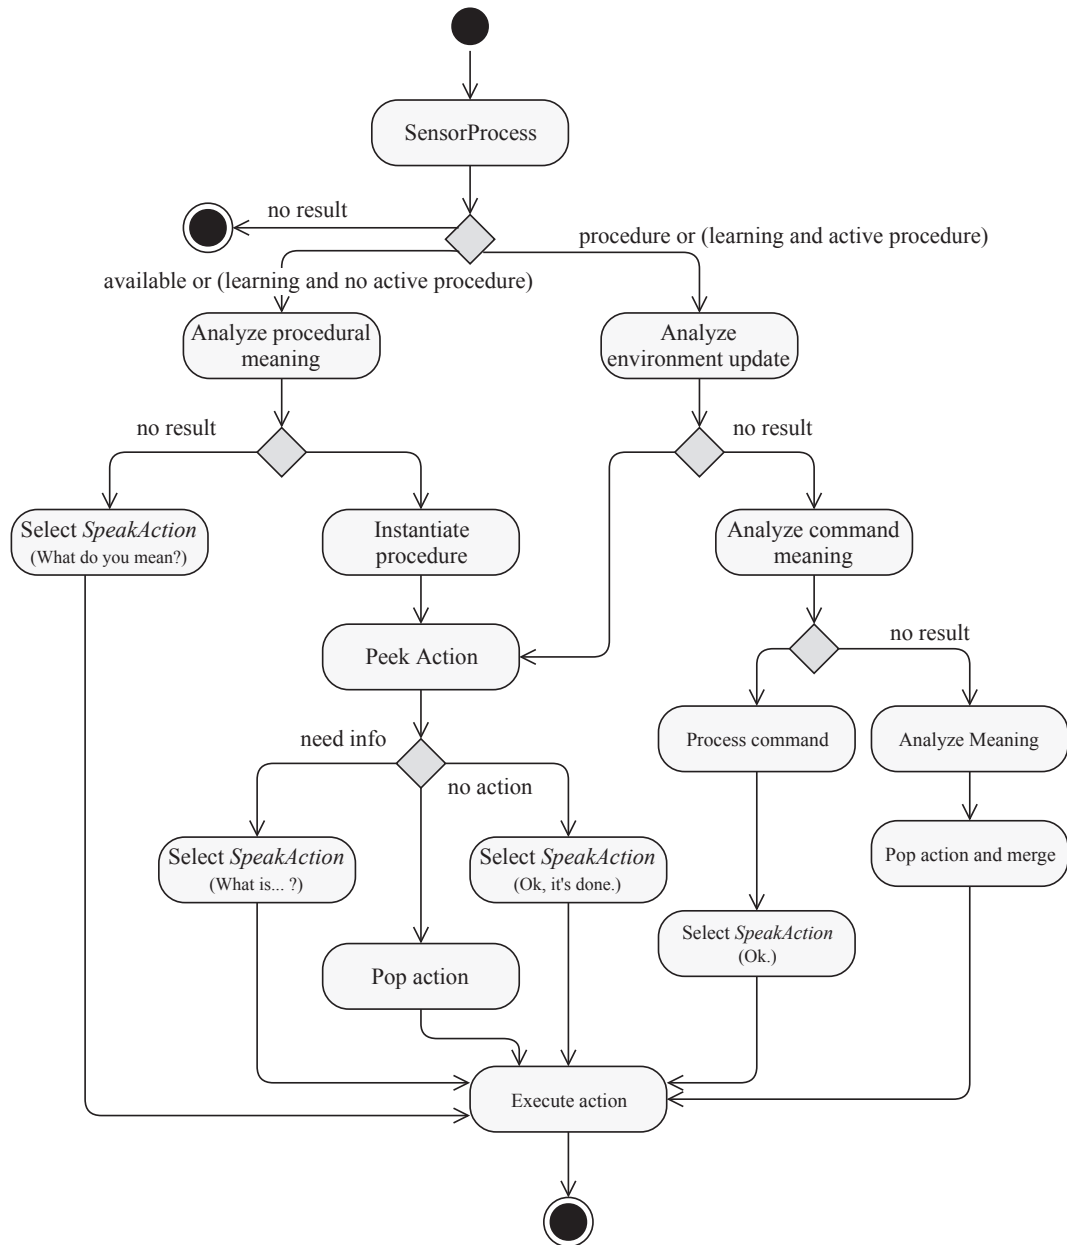 SensorProcess
no result
procedure or (learning and active procedure)
available or (learning and no active procedure)
Analyze procedural
meaning
Analyze
environment update
no result
no result
Select SpeakAction
(What do you mean?)
Instantiate
procedure
Analyze command
meaning
Peek Action
no result
need info
Process command
Analyze Meaning
no action
Select SpeakAction
(What is... ?)
Select SpeakAction
(Ok, it's done.)
Pop action and merge
Select SpeakAction
(Ok.)
Pop action
Execute action